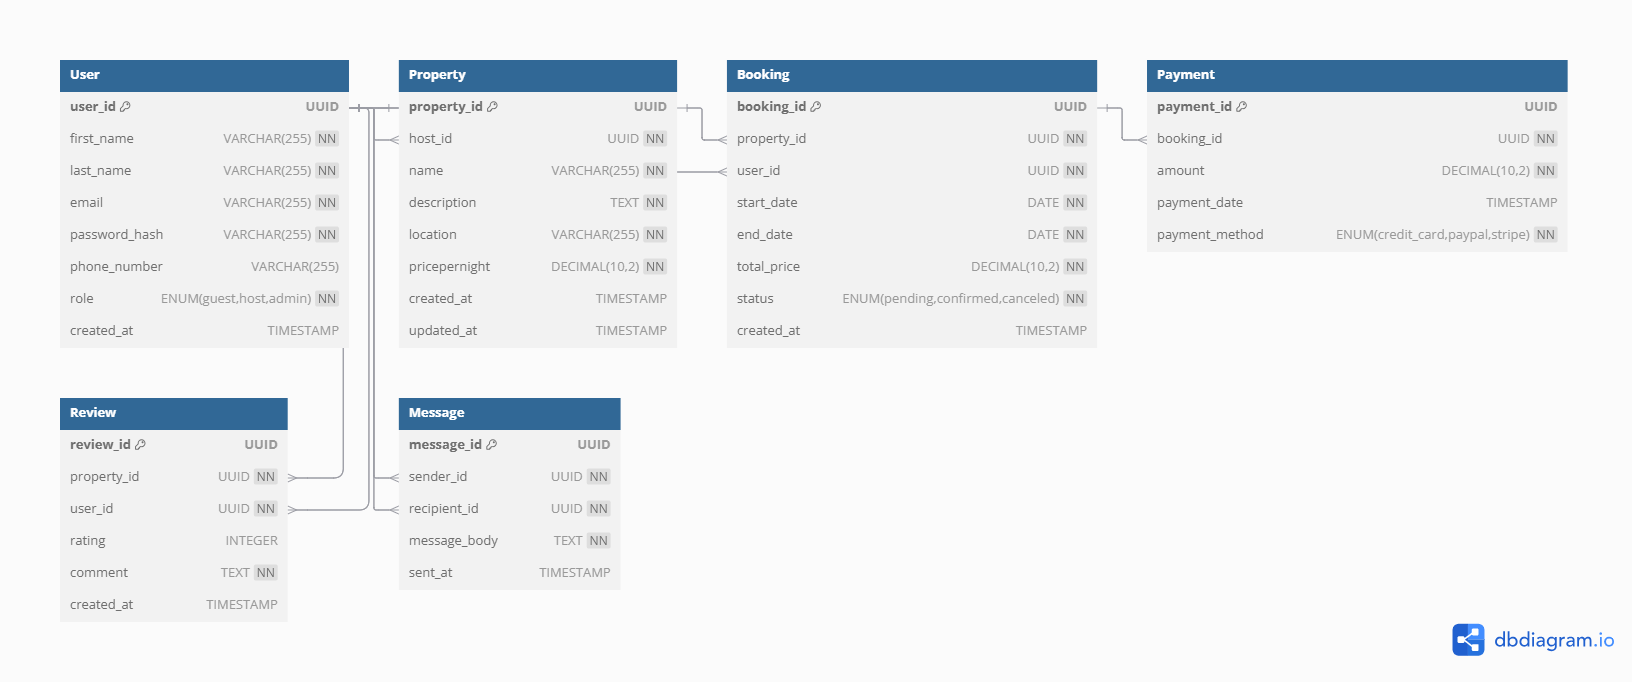 User
user_id UUID
first_name VARCHAR(255) NN
last_name VARCHAR(255) NN
email VARCHAR(255) NN
password_hash VARCHAR(255) NN
phone_number VARCHAR(255)
role ENUM(guest,host,admin) NN
created_at TIMESTAMP
Property
property_id UUID
host_id UUID NN
name VARCHAR(255) NN
description TEXT NN
location VARCHAR(255) NN
pricepernight DECIMAL(10,2) NN
created_at TIMESTAMP
updated_at TIMESTAMP
Booking
booking_id UUID
property_id UUID NN
user_id UUID NN
start_date DATE NN
end_date DATE NN
total_price DECIMAL(10,2) NN
status ENUM(pending,confirmed,canceled) NN
created_at TIMESTAMP
Payment
payment_id UUID
booking_id UUID NN
amount DECIMAL(10,2) NN
payment_date TIMESTAMP
payment_method ENUM(credit_card,paypal,stripe) NN
Review
review_id UUID
property_id UUID NN
user_id UUID NN
rating INTEGER
comment TEXT NN
created_at TIMESTAMP
Message
message_id UUID
sender_id UUID NN
recipient_id UUID NN
message_body TEXT NN
sent_at TIMESTAMP
dbdiagram.io